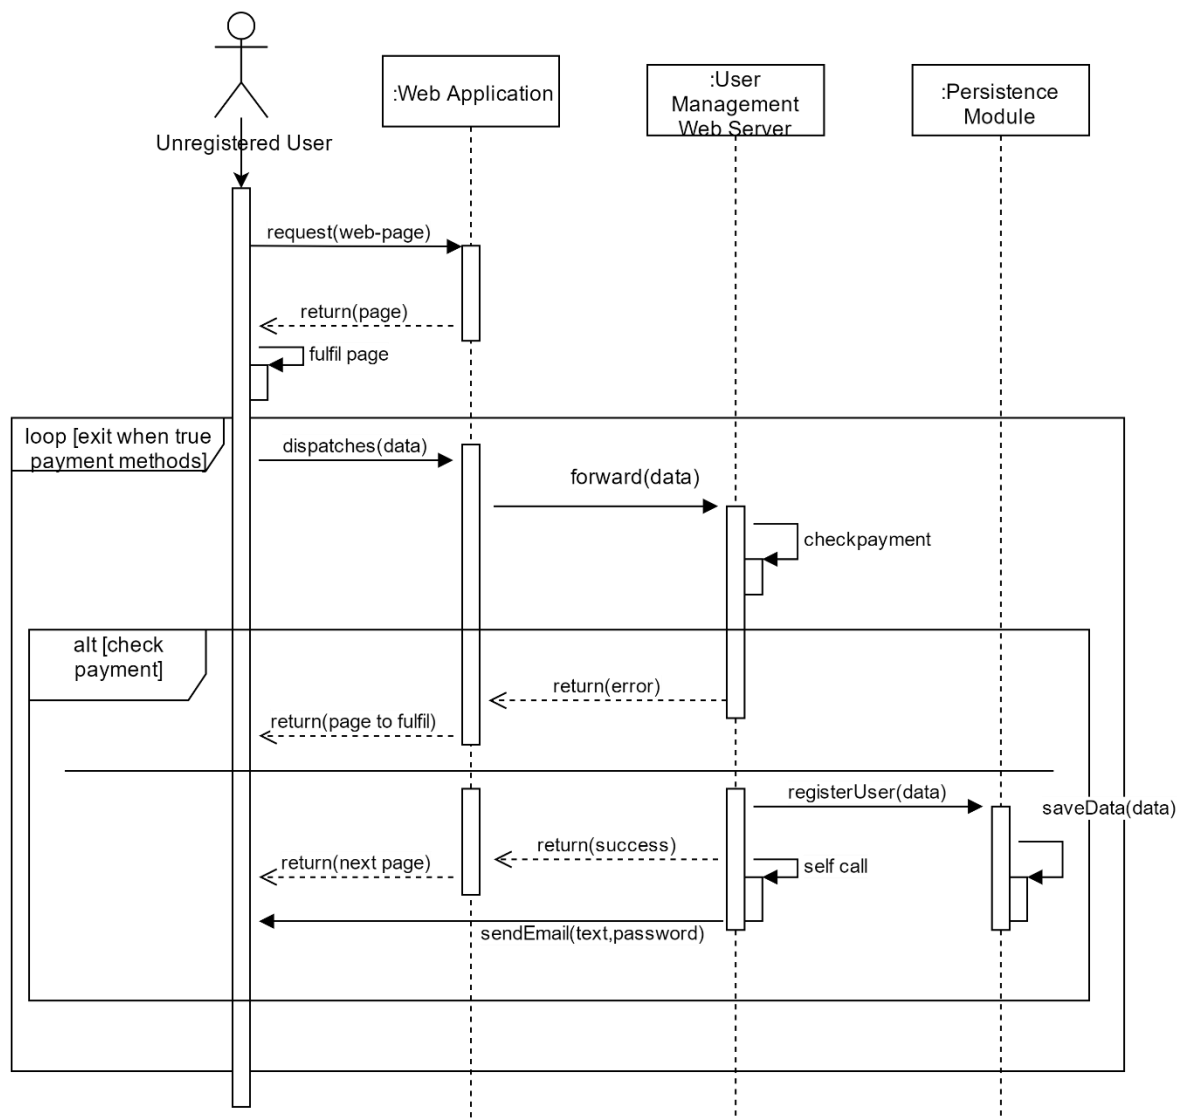 Unregistered User
:Web Application
:User
Management
Web Server
:Persistence
Module
request(web-page)
return(page)
fulfil page
loop [exit when true
payment methods]
dispatches(data)
forward(data)
checkpayment
alt [check
payment]
return(error)
return(page to fulfil)
registerUser(data)
saveData(data)
return(success)
return(next page)
self call
sendEmail(text,password)